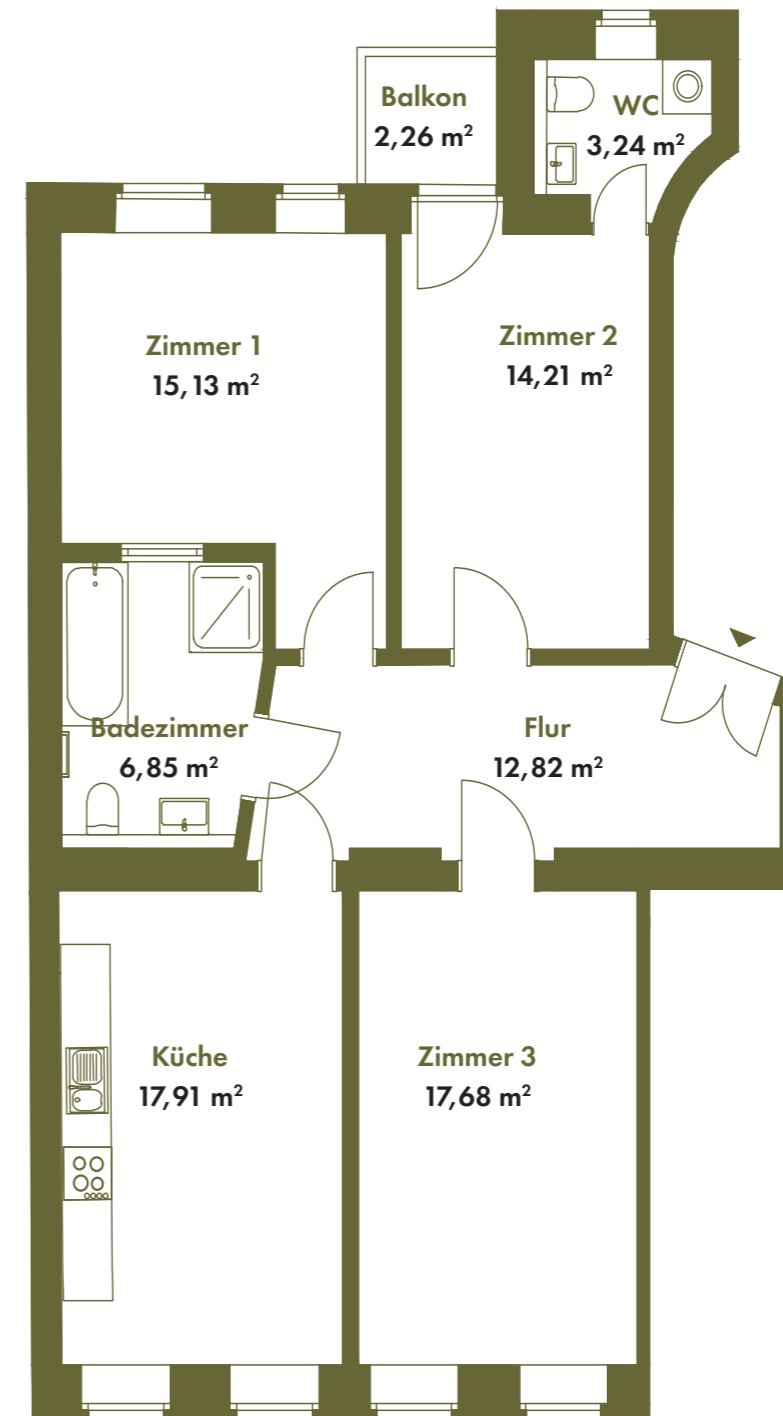 Balkon
2,26 m²
WC
3,24 m²
Zimmer 1
15,13 m²
Zimmer 2
14,21 m²
Badezimmer
6,85 m²
Flur
12,82 m²
Küche
17,91 m²
Zimmer 3
17,68 m²